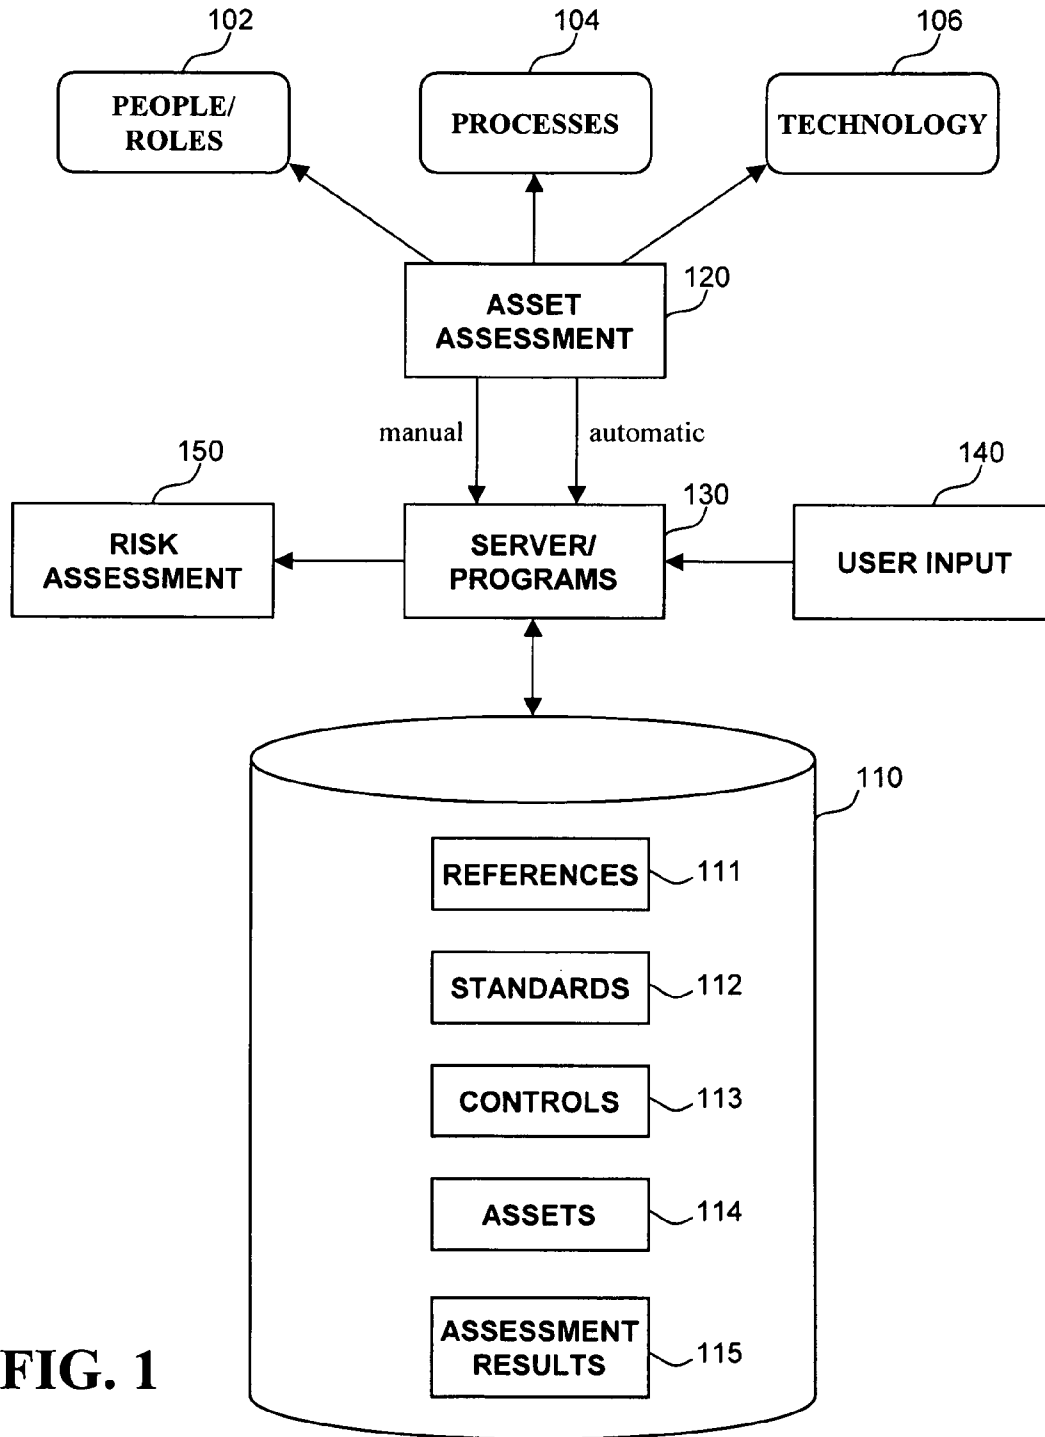 102
104
106
PEOPLE/
ROLES
PROCESSES
TECHNOLOGY
120
ASSET
ASSESSMENT
manual
automatic
150
130
140
RISK
ASSESSMENT
SERVER/
PROGRAMS
USER INPUT
110
REFERENCES
111
STANDARDS
112
CONTROLS
113
ASSETS
114
ASSESSMENT
RESULTS
115
FIG. 1